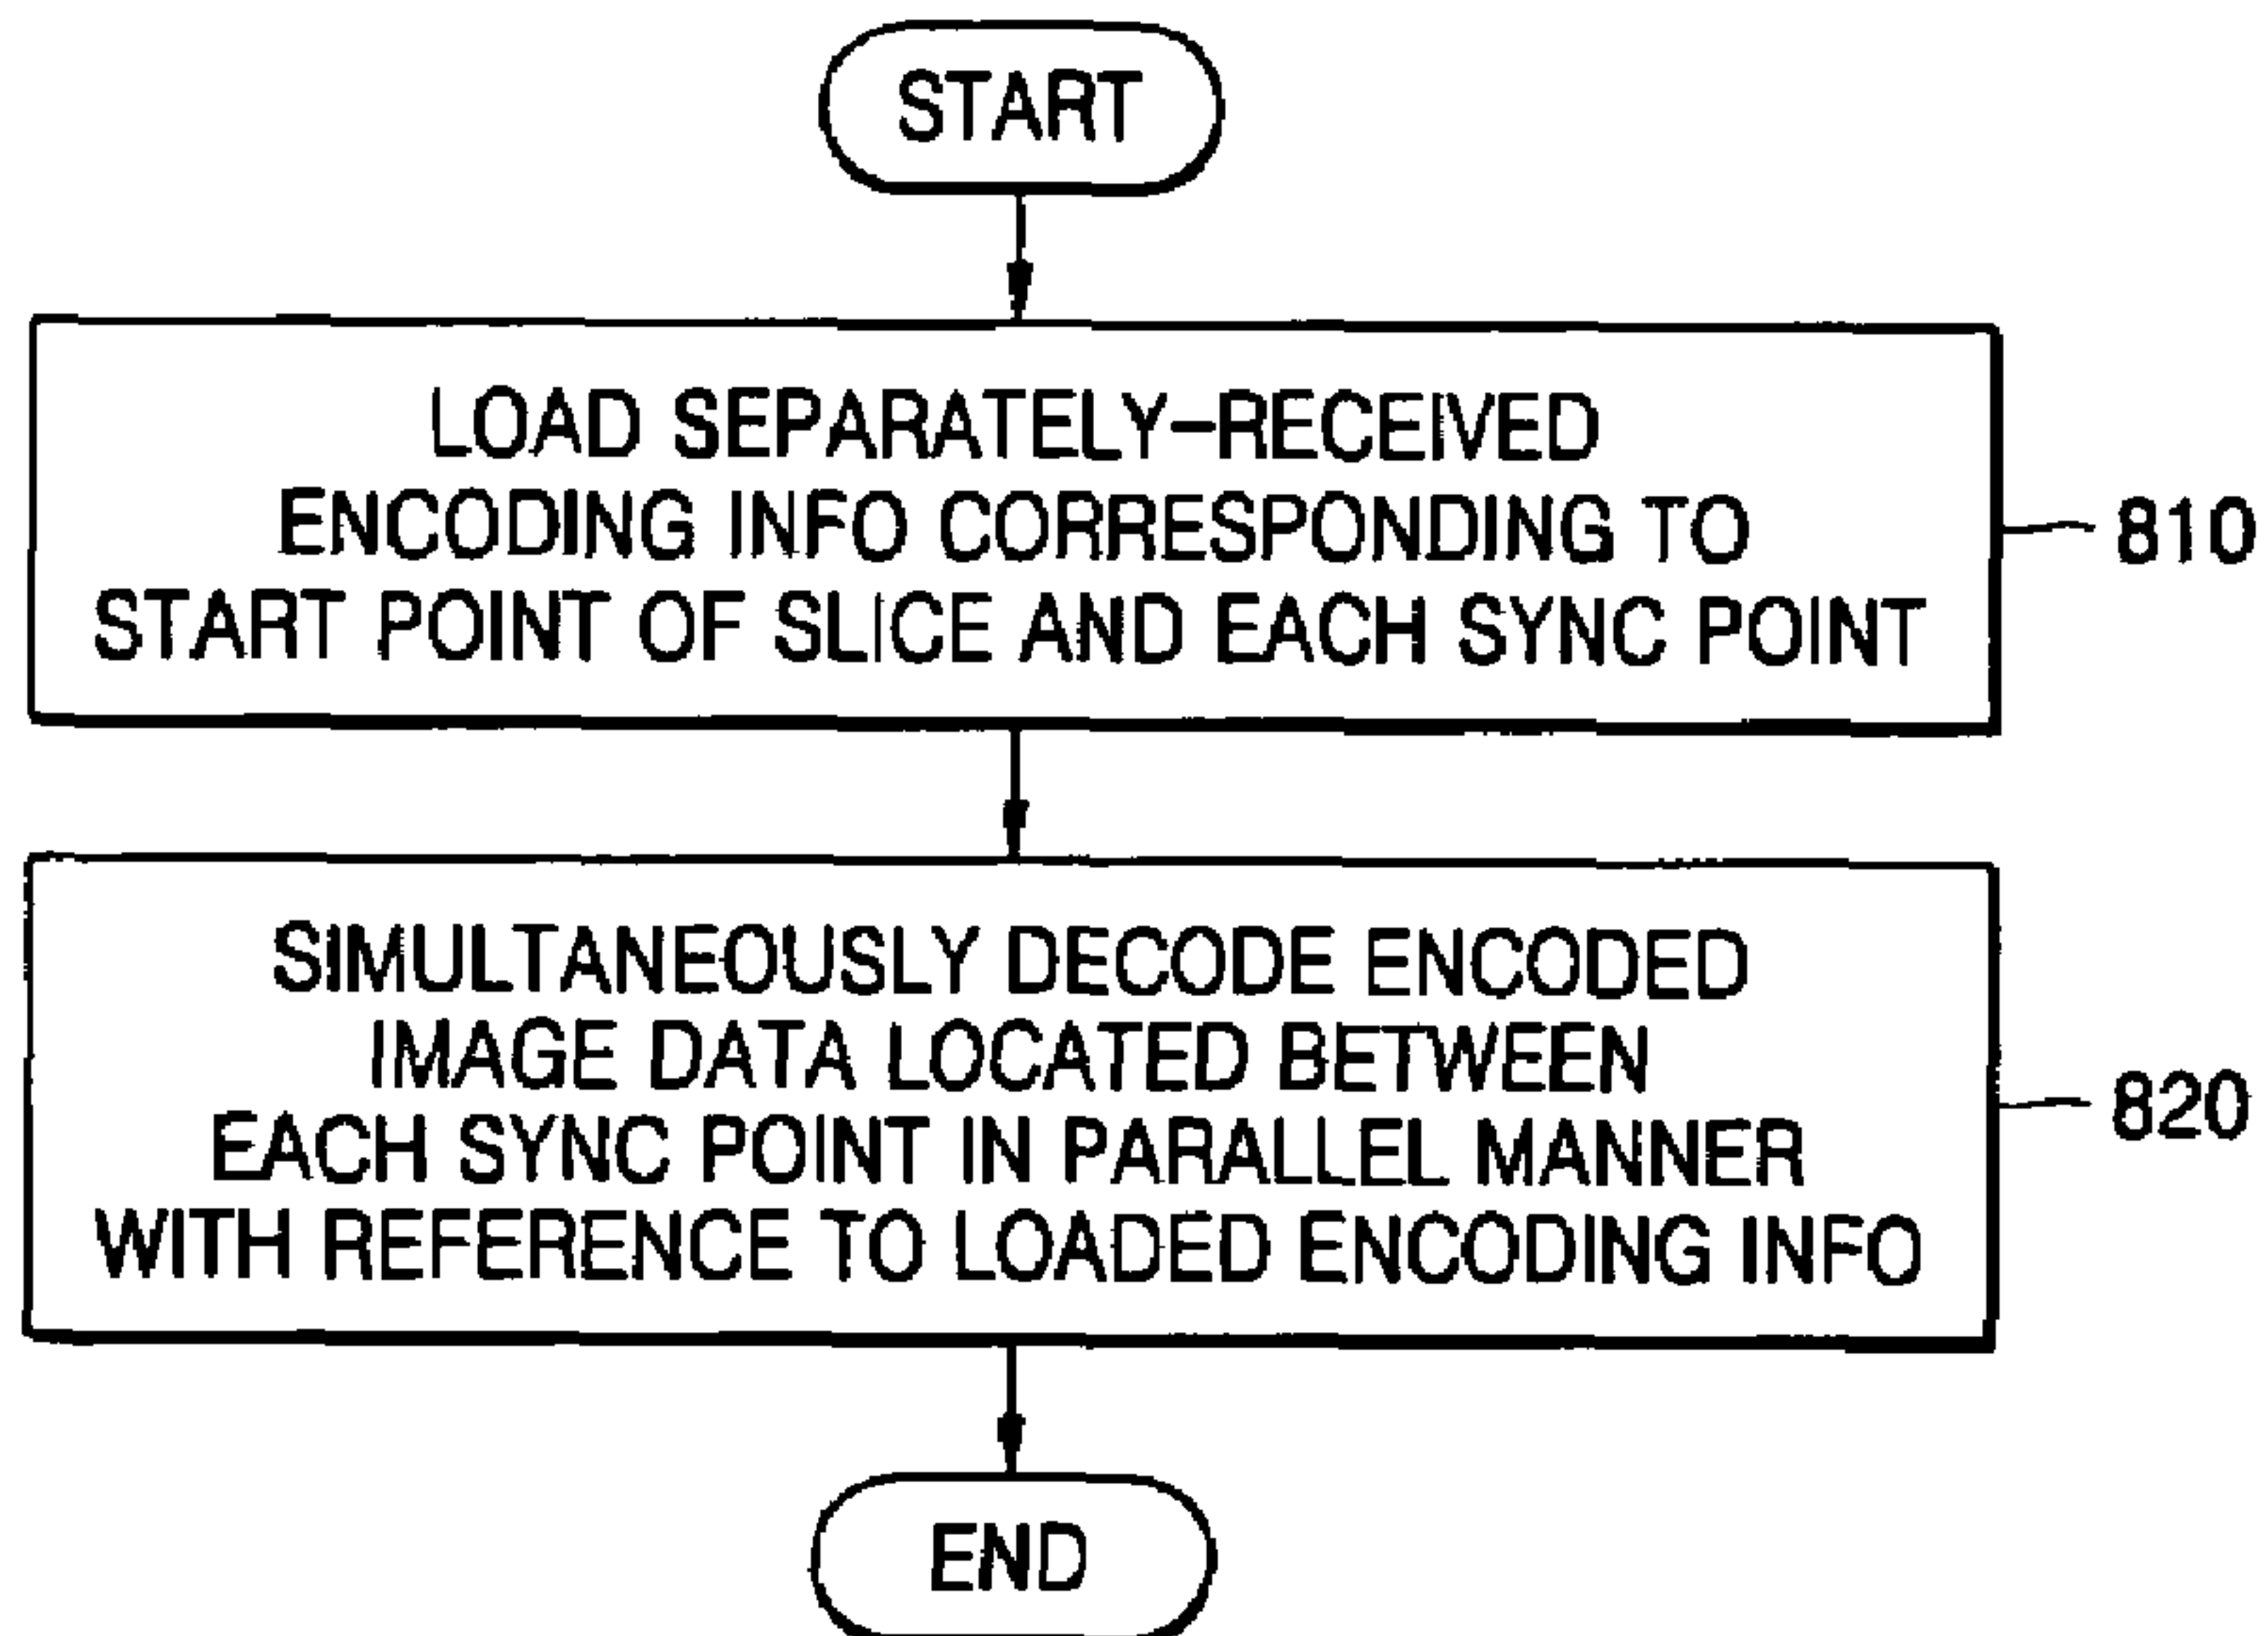 START
LOAD SEPARATELY-RECEIVED
ENCODING INFO CORRESPONDING TO
START POINT OF SLICE AND EACH SYNC POINT
810
SIMULTANEOUSLY DECODE ENCODED
IMAGE DATA LOCATED BETWEEN
EACH SYNC POINT IN PARALLEL MANNER
WITH REFERENCE TO LOADED ENCODING INFO
820
END